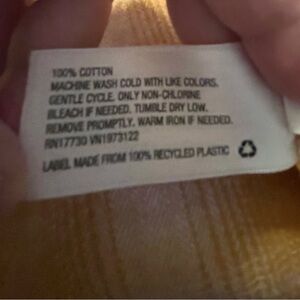 100% COTTON
MACHINE WASH COLD WITH LIKE COLORS.
GENTLE CYCLE. ONLY NON-CHLORINE
BLEACH IF NEEDED. TUMBLE DRY LOW.
REMOVE PROMPTLY. WARM IRON IF NEEDED.
RN17730 VN1973122
LABEL MADE FROM 100% RECYCLED PLASTIC